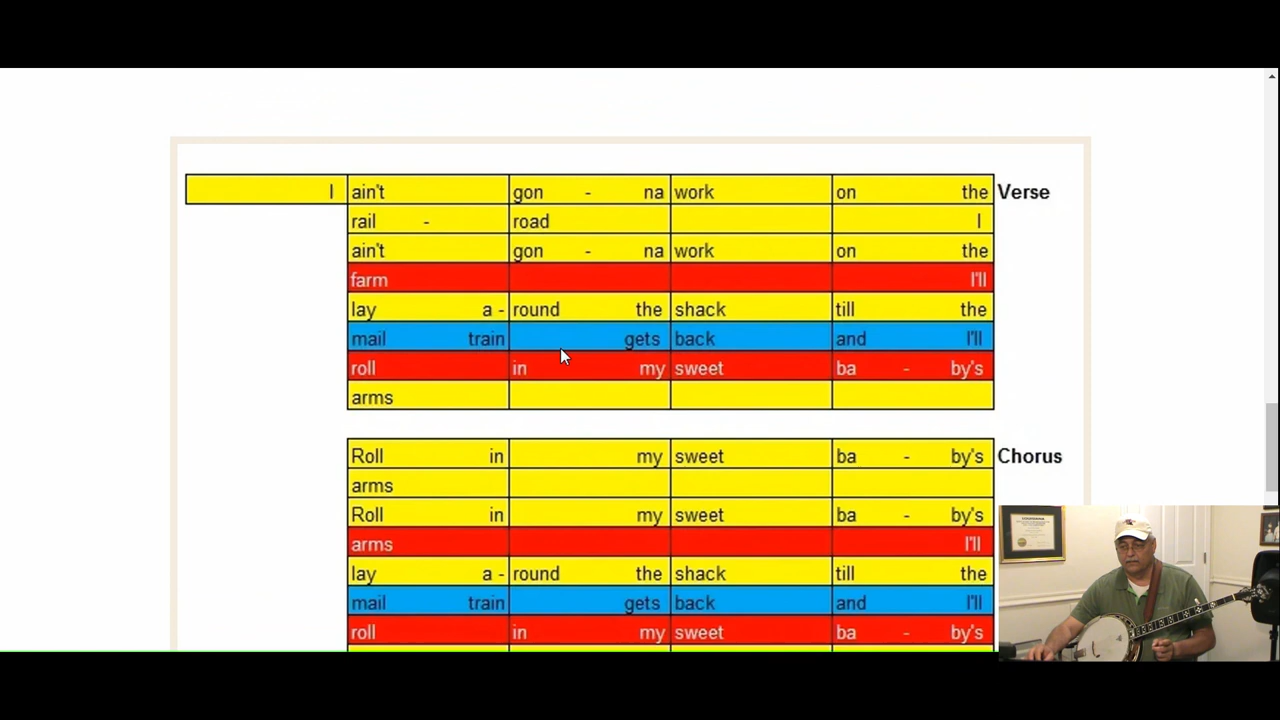 I ain't gon - na work on the Verse
rail - road I
ain't gon - na work on the
farm I'll
lay a - round the shack till the
mail train gets back and I'll
roll in my sweet ba - by's
arms
Roll in my sweet ba - by's Chorus
arms
Roll in my sweet ba - by's
arms I'll
lay a - round the shack till the
mail train gets back and I'll
roll in my sweet ba - by's